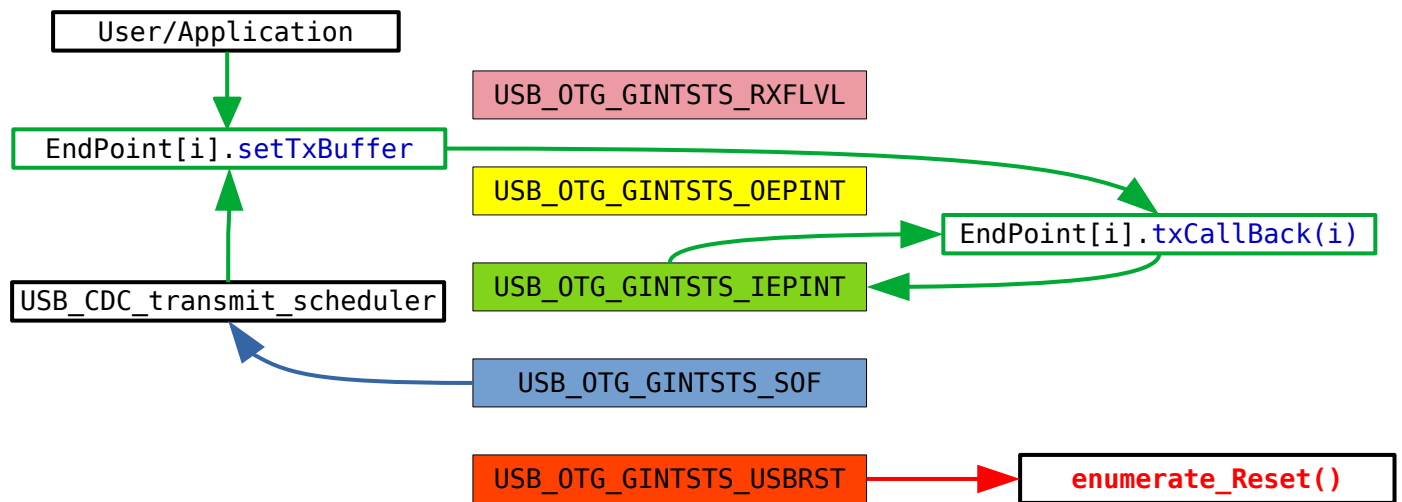 User/Application
USB_OTG_GINTSTS_RXFLVL
EndPoint[i].setTxBuffer
USB_OTG_GINTSTS_OEPINT
EndPoint[i].txCallBack(i)
USB_OTG_GINTSTS_IEPINT
USB_CDC_transmit_scheduler
USB_OTG_GINTSTS_SOF
USB_OTG_GINTSTS_USBRST
enumerate_Reset()